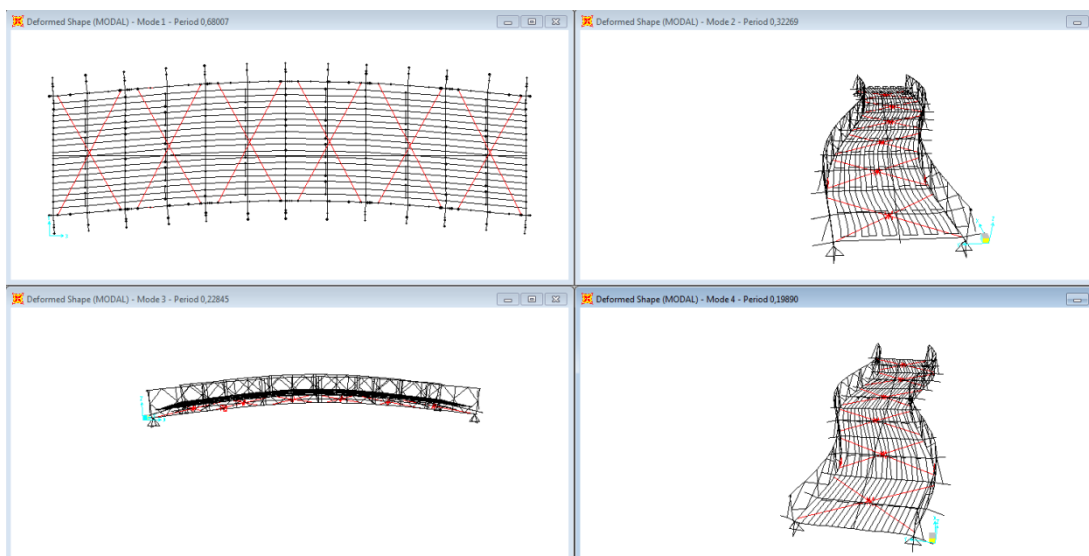 Deformed Shape (MODAL) - Mode 1 - Period 0,68007
Deformed Shape (MODAL) - Mode 2 - Period 0,32269
Deformed Shape (MODAL) - Mode 3 - Period 0,22845
Deformed Shape (MODAL) - Mode 4 - Period 0,19890